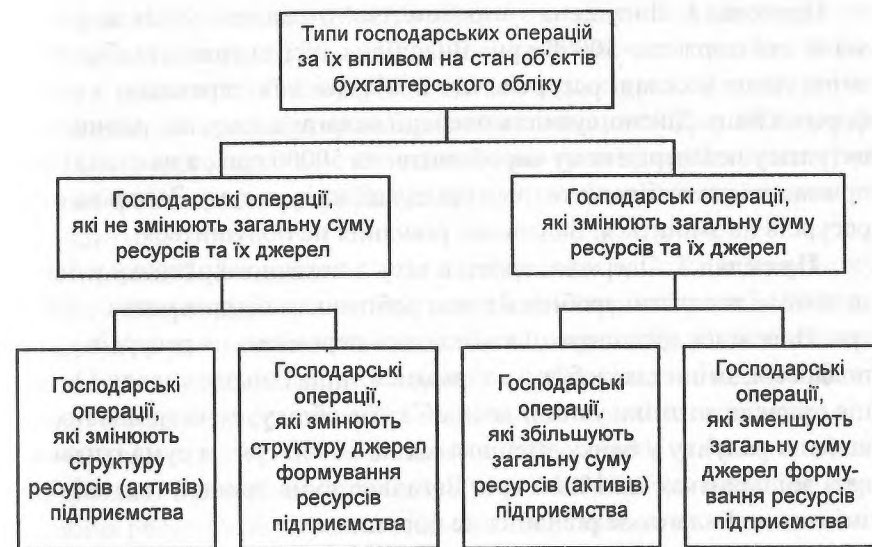 Типи господарських операцій
за їх впливом на стан об'єктів
бухгалтерського обліку
Господарські операції,
які не змінюють загальну суму
ресурсів та їх джерел
Господарські операції,
які змінюють загальну суму
ресурсів та їх джерел
Господарські
операції,
які змінюють
структуру
ресурсів (активів)
підприємства
Господарські
операції,
які змінюють
структуру джерел
формування
ресурсів
підприємства
Господарські
операції,
які збільшують
загальну суму
ресурсів (активів)
підприємства
Господарські
операції,
які зменшують
загальну суму
джерел форму-
вання ресурсів
підприємства